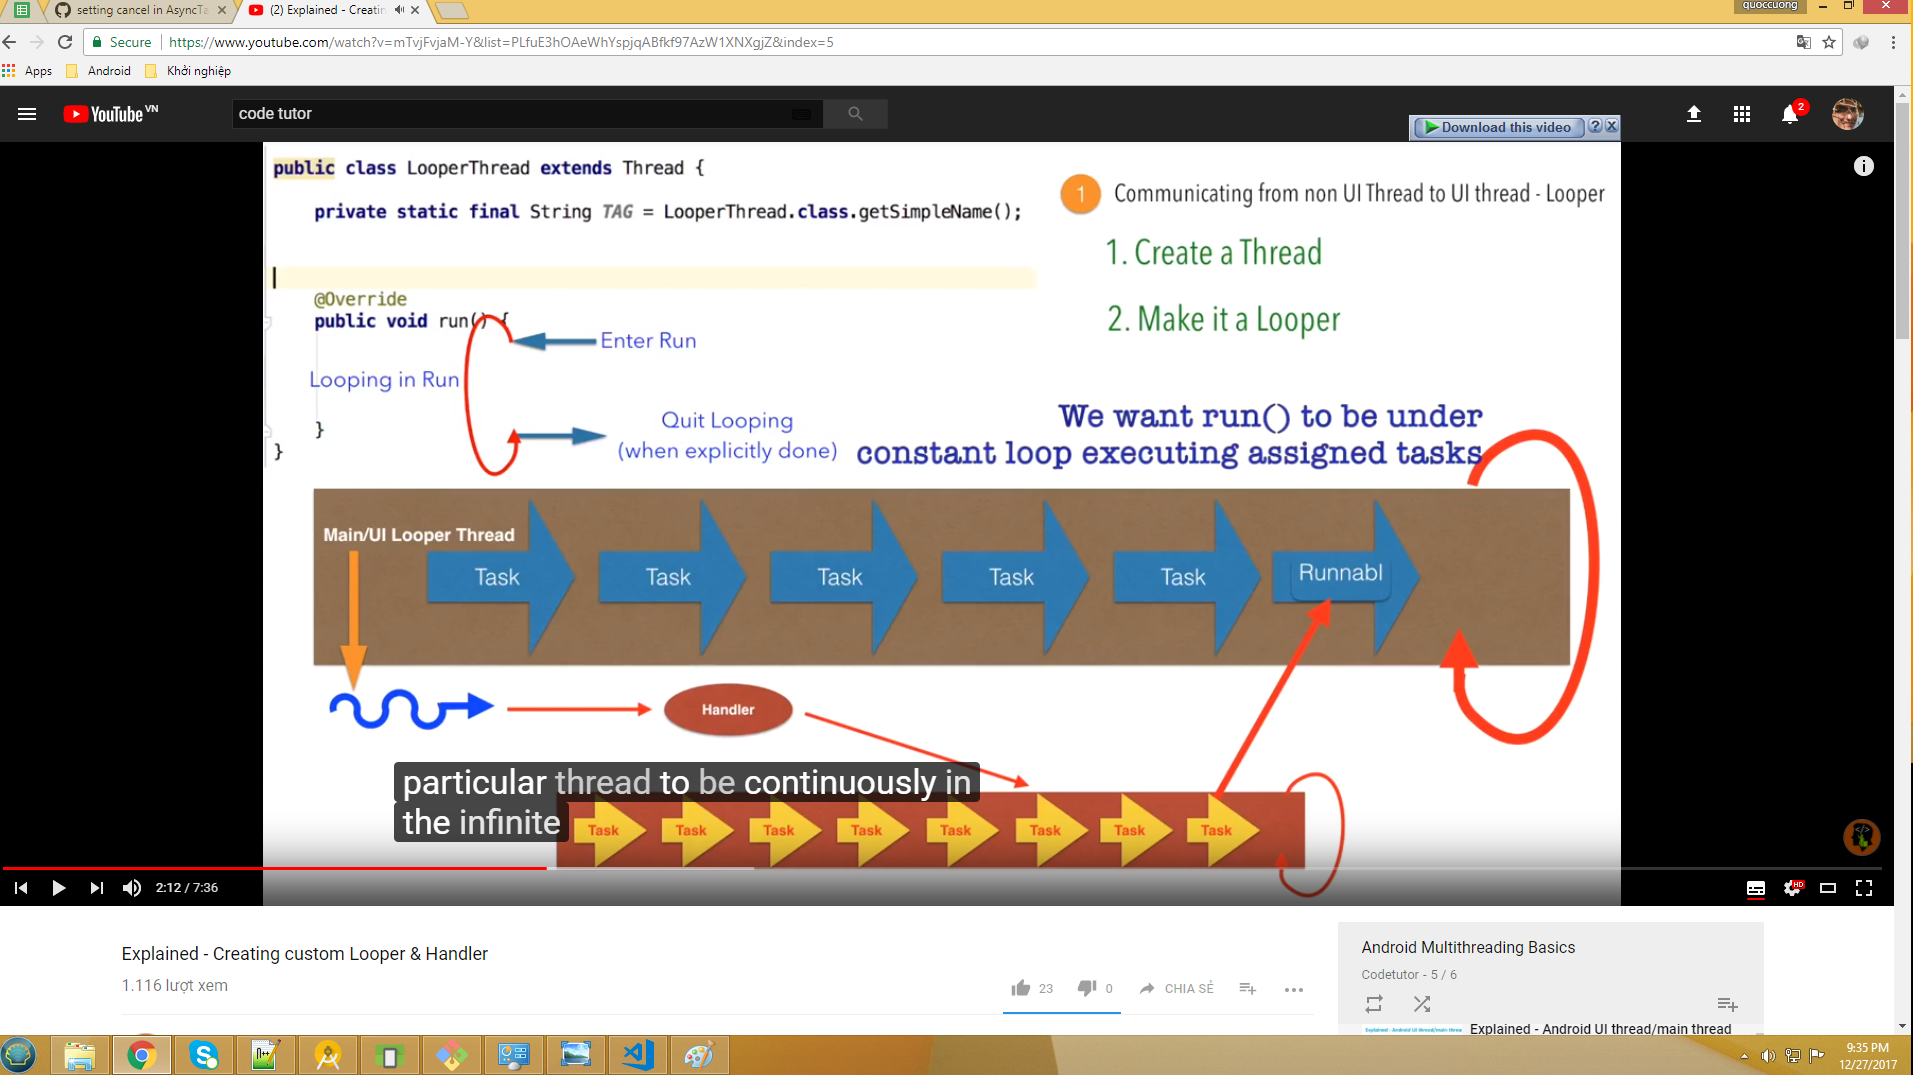 setting cancel in AsyncTa
(2) Explained - Creatin
quoccuong
Secure
https://www.youtube.com/watch?v=mTvjFvjaM-Y&list=PLfuE3hOAeWhYspjqABfkf97AzW1XNXgjZ&index=5
Apps
Android
Khởi nghiệp
YouTube VN
code tutor
Download this video
2
public class LooperThread extends Thread {
private static final String TAG = LooperThread.class.getSimpleName();
@Override
public void run() {
Enter Run
Looping in Run
Quit Looping
(when explicitly done)
}
}
1 Communicating from non UI Thread to UI thread - Looper
1. Create a Thread
2. Make it a Looper
We want run() to be under
constant loop executing assigned tasks
Main/UI Looper Thread
Task
Task
Task
Task
Task
Runnabl
Handler
particular thread to be continuously in
the infinite
Task
Task
Task
Task
Task
Task
Task
Task
2:12 / 7:36
HD
Explained - Creating custom Looper & Handler
1.116 lượt xem
23
0
CHIA SẺ
Android Multithreading Basics
Codetutor - 5 / 6
Explained - Android UI thread/main thread
9:35 PM
12/27/2017